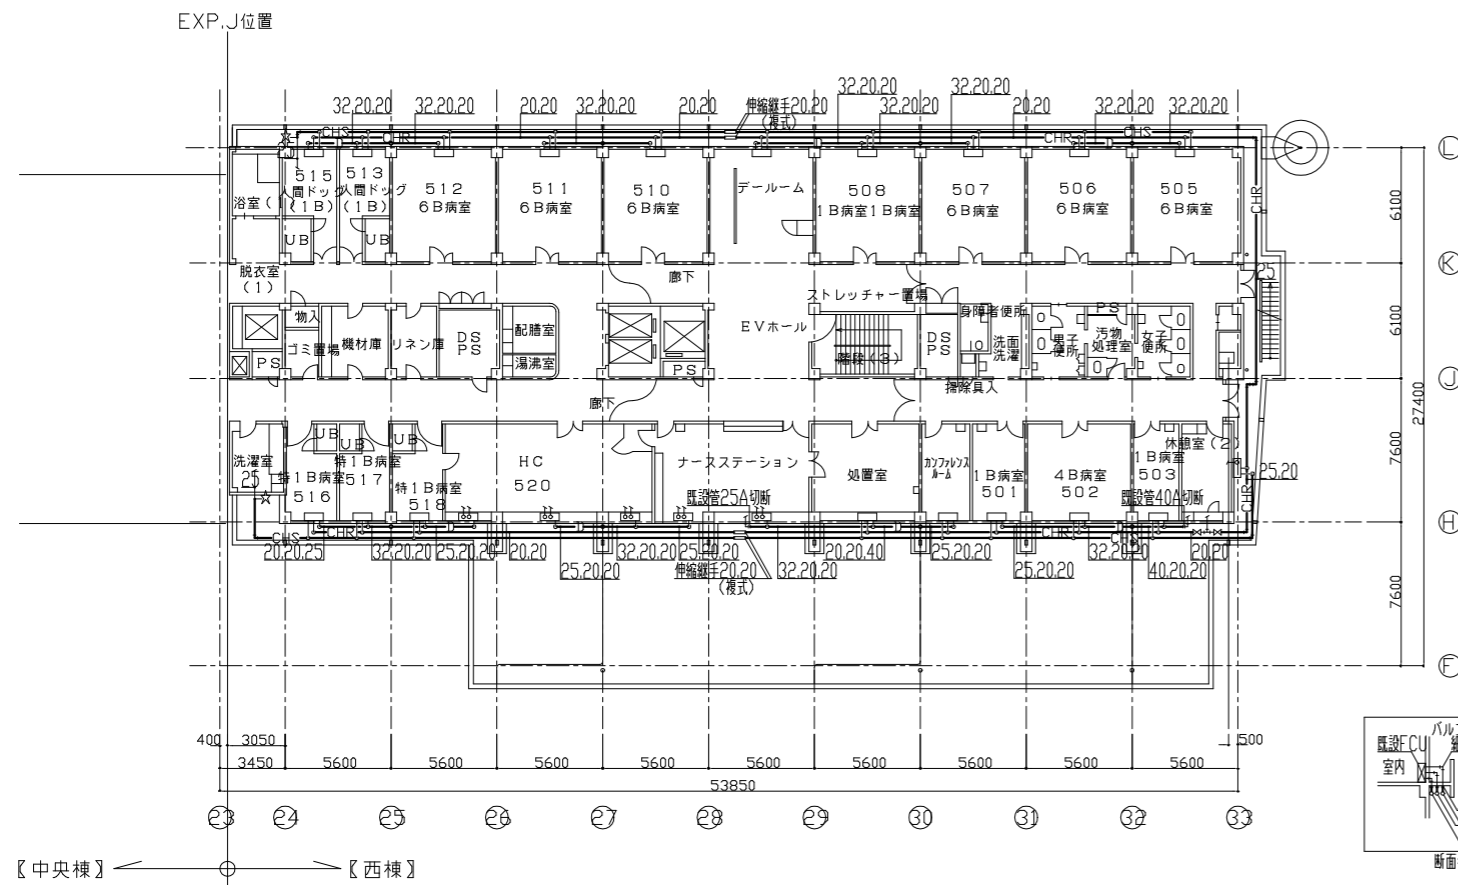 EXP.J位置
32,20,20
32,20,20
20,20
32,20,20
20,20
伸縮継手20,20
(複式)
32,20,20
32,20,20
32,20,20
20,20
32,20,20
32,20,20
CHS
CHR
CHR
CHS
CHR
515
人間ドック
(1B)
513
人間ドック
(1B)
512
6B病室
511
6B病室
510
6B病室
デールーム
508
1B病室1B病室
507
6B病室
506
6B病室
505
6B病室
浴室(1)
UB
UB
脱衣室
(1)
廊下
ストレッチャー置場
25
物入
ゴミ置場
機材庫
リネン庫
DS
PS
配膳室
湯沸室
PS
EVホール
PS
階段(3)
DS
PS
身障者便所
洗面
洗濯
男子
便所
PS
汚物
処理室
女子
便所
掃除具入
廊下
洗濯室
25
UB
UB
UB
特1B病室
516
特1B病室
517
特1B病室
518
HC
520
ナースステーション
既設管25A切断
処置室
カンファレンス
ルーム
1B病室
501
4B病室
502
1B病室
503
休憩室(2)
既設管40A切断
25,20
CHR
CHS
CHR
CHR
20,20,25
32,20,20
25,20,20
20,20
25,20,20
32,20,20
伸縮継手20,20
(複式)
32,20,20
20,20,40
25,20,20
25,20,20
32,20,20
40,20,20
20,20
L
K
J
H
F
6100
6100
7600
7600
27400
400
3050
500
3450
5600
5600
5600
5600
5600
5600
5600
5600
5600
53850
23
24
25
26
27
28
29
30
31
32
33
【中央棟】
【西棟】
既設FCU
室内